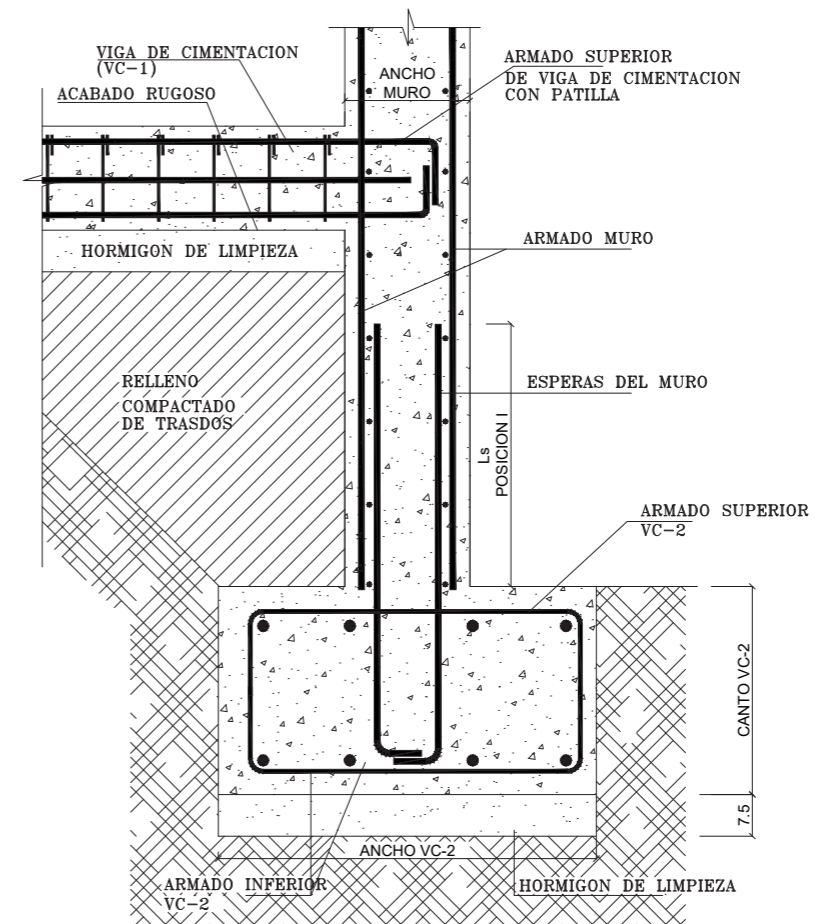 VIGA DE CIMENTACION
(VC-1)
ACABADO RUGOSO
ANCHO
MURO
ARMADO SUPERIOR
DE VIGA DE CIMENTACION
CON PATILLA
HORMIGON DE LIMPIEZA
ARMADO MURO
RELLENO
COMPACTADO
DE TRASDOS
ESPERAS DEL MURO
Ls
POSICION I
ARMADO SUPERIOR
VC-2
CANTO VC-2
7.5
ANCHO VC-2
ARMADO INFERIOR
VC-2
HORMIGON DE LIMPIEZA